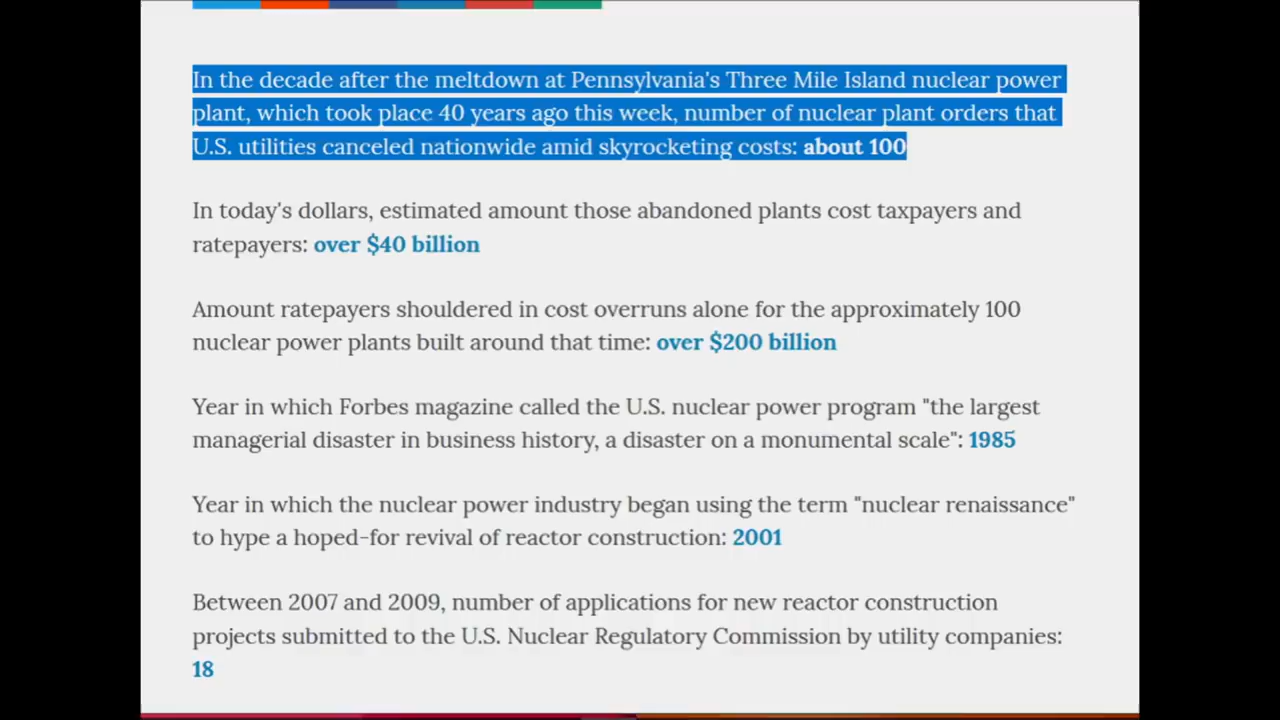 In the decade after the meltdown at Pennsylvania's Three Mile Island nuclear power
plant, which took place 40 years ago this week, number of nuclear plant orders that
U.S. utilities canceled nationwide amid skyrocketing costs: about 100
In today's dollars, estimated amount those abandoned plants cost taxpayers and
ratepayers: over $40 billion
Amount ratepayers shouldered in cost overruns alone for the approximately 100
nuclear power plants built around that time: over $200 billion
Year in which Forbes magazine called the U.S. nuclear power program "the largest
managerial disaster in business history, a disaster on a monumental scale": 1985
Year in which the nuclear power industry began using the term "nuclear renaissance"
to hype a hoped-for revival of reactor construction: 2001
Between 2007 and 2009, number of applications for new reactor construction
projects submitted to the U.S. Nuclear Regulatory Commission by utility companies:
18